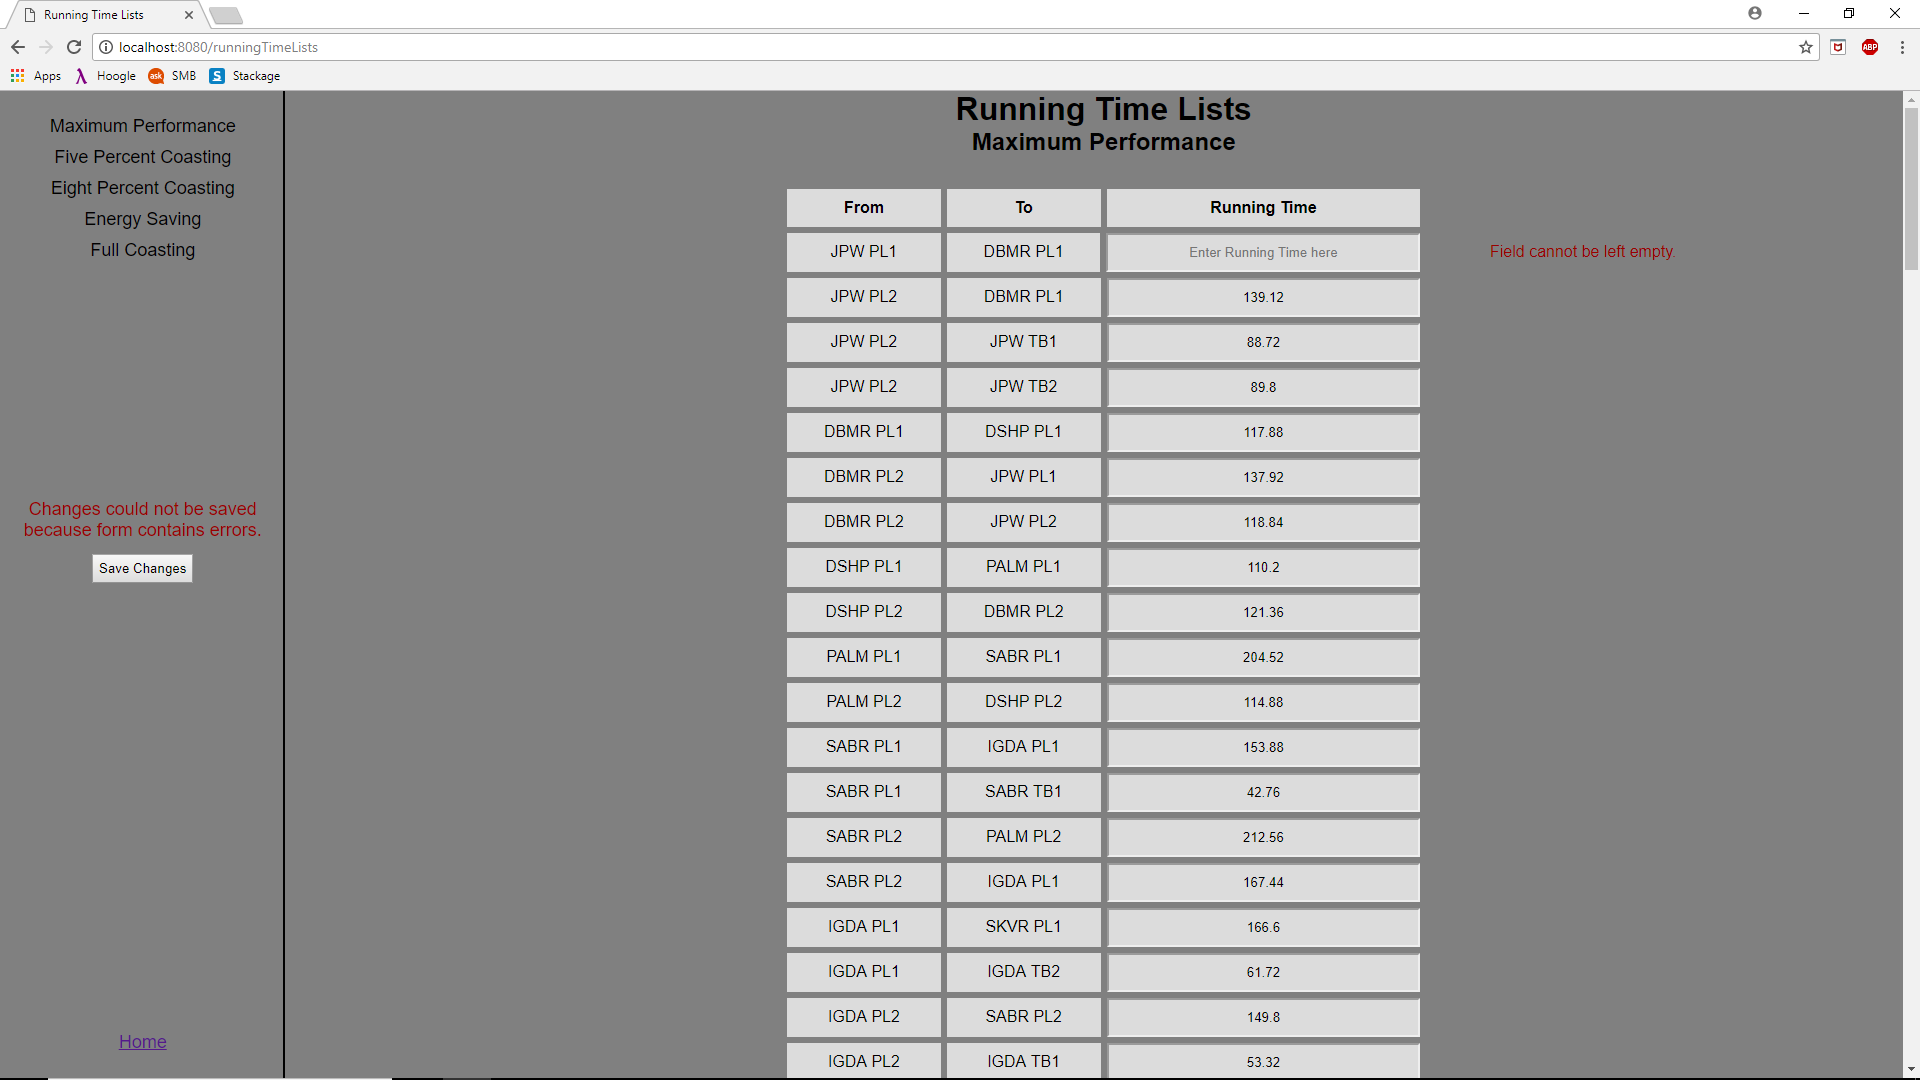 Running Time Lists
localhost:8080/runningTimeLists
ABP
Apps Hoogle ask SMB S Stackage
Maximum Performance
Five Percent Coasting
Eight Percent Coasting
Energy Saving
Full Coasting
Changes could not be saved
because form contains errors.
Save Changes
Home
Running Time Lists
Maximum Performance
From To Running Time
JPW PL1 DBMR PL1 Enter Running Time here Field cannot be left empty.
JPW PL2 DBMR PL1 139.12
JPW PL2 JPW TB1 88.72
JPW PL2 JPW TB2 89.8
DBMR PL1 DSHP PL1 117.88
DBMR PL2 JPW PL1 137.92
DBMR PL2 JPW PL2 118.84
DSHP PL1 PALM PL1 110.2
DSHP PL2 DBMR PL2 121.36
PALM PL1 SABR PL1 204.52
PALM PL2 DSHP PL2 114.88
SABR PL1 IGDA PL1 153.88
SABR PL1 SABR TB1 42.76
SABR PL2 PALM PL2 212.56
SABR PL2 IGDA PL1 167.44
IGDA PL1 SKVR PL1 166.6
IGDA PL1 IGDA TB2 61.72
IGDA PL2 SABR PL2 149.8
IGDA PL2 IGDA TB1 53.32